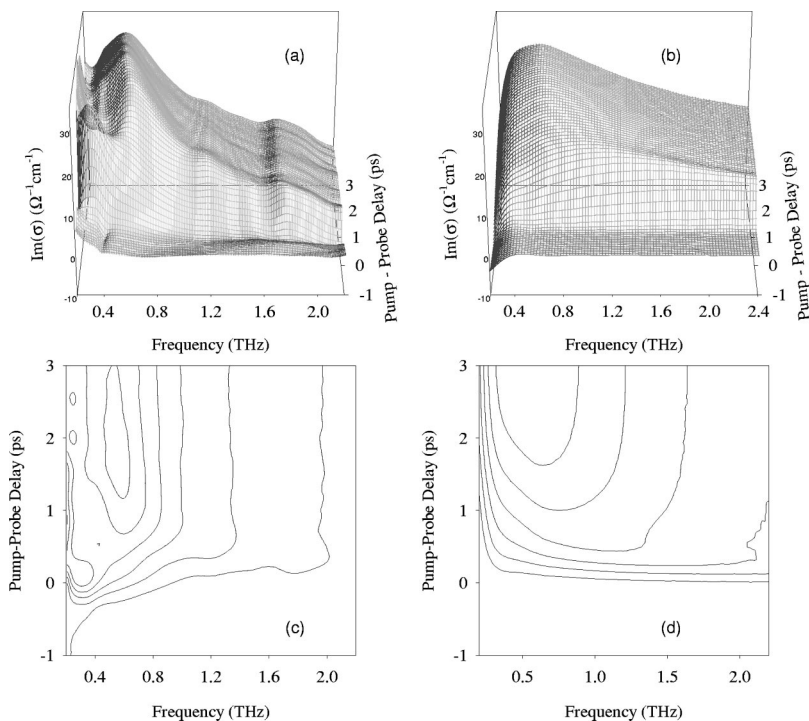 (a)
Im(σ) (Ω⁻¹cm⁻¹)
30
20
10
0
-10
3
2
1
0
-1
Pump - Probe Delay (ps)
0.4 0.8 1.2 1.6 2.0
Frequency (THz)
(b)
Im(σ) (Ω⁻¹cm⁻¹)
30
20
10
0
-10
3
2
1
0
-1
Pump - Probe Delay (ps)
0.4 0.8 1.2 1.6 2.0 2.4
Frequency (THz)
Pump-Probe Delay (ps)
3
2
1
0
-1
(c)
0.4 0.8 1.2 1.6 2.0
Frequency (THz)
Pump-Probe Delay (ps)
3
2
1
0
-1
(d)
0.5 1.0 1.5 2.0
Frequency (THz)